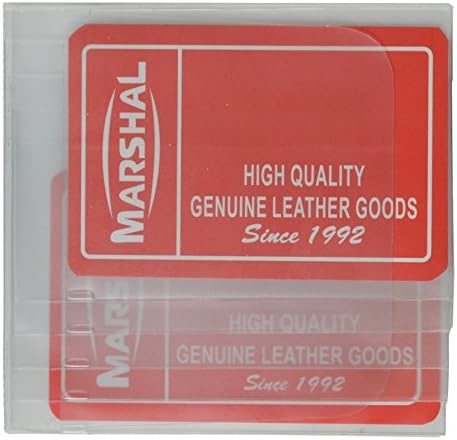 MARSHAL
HIGH QUALITY
GENUINE LEATHER GOODS
Since 1992
MARSHAL
HIGH QUALITY
GENUINE LEATHER GOODS
Since 1992